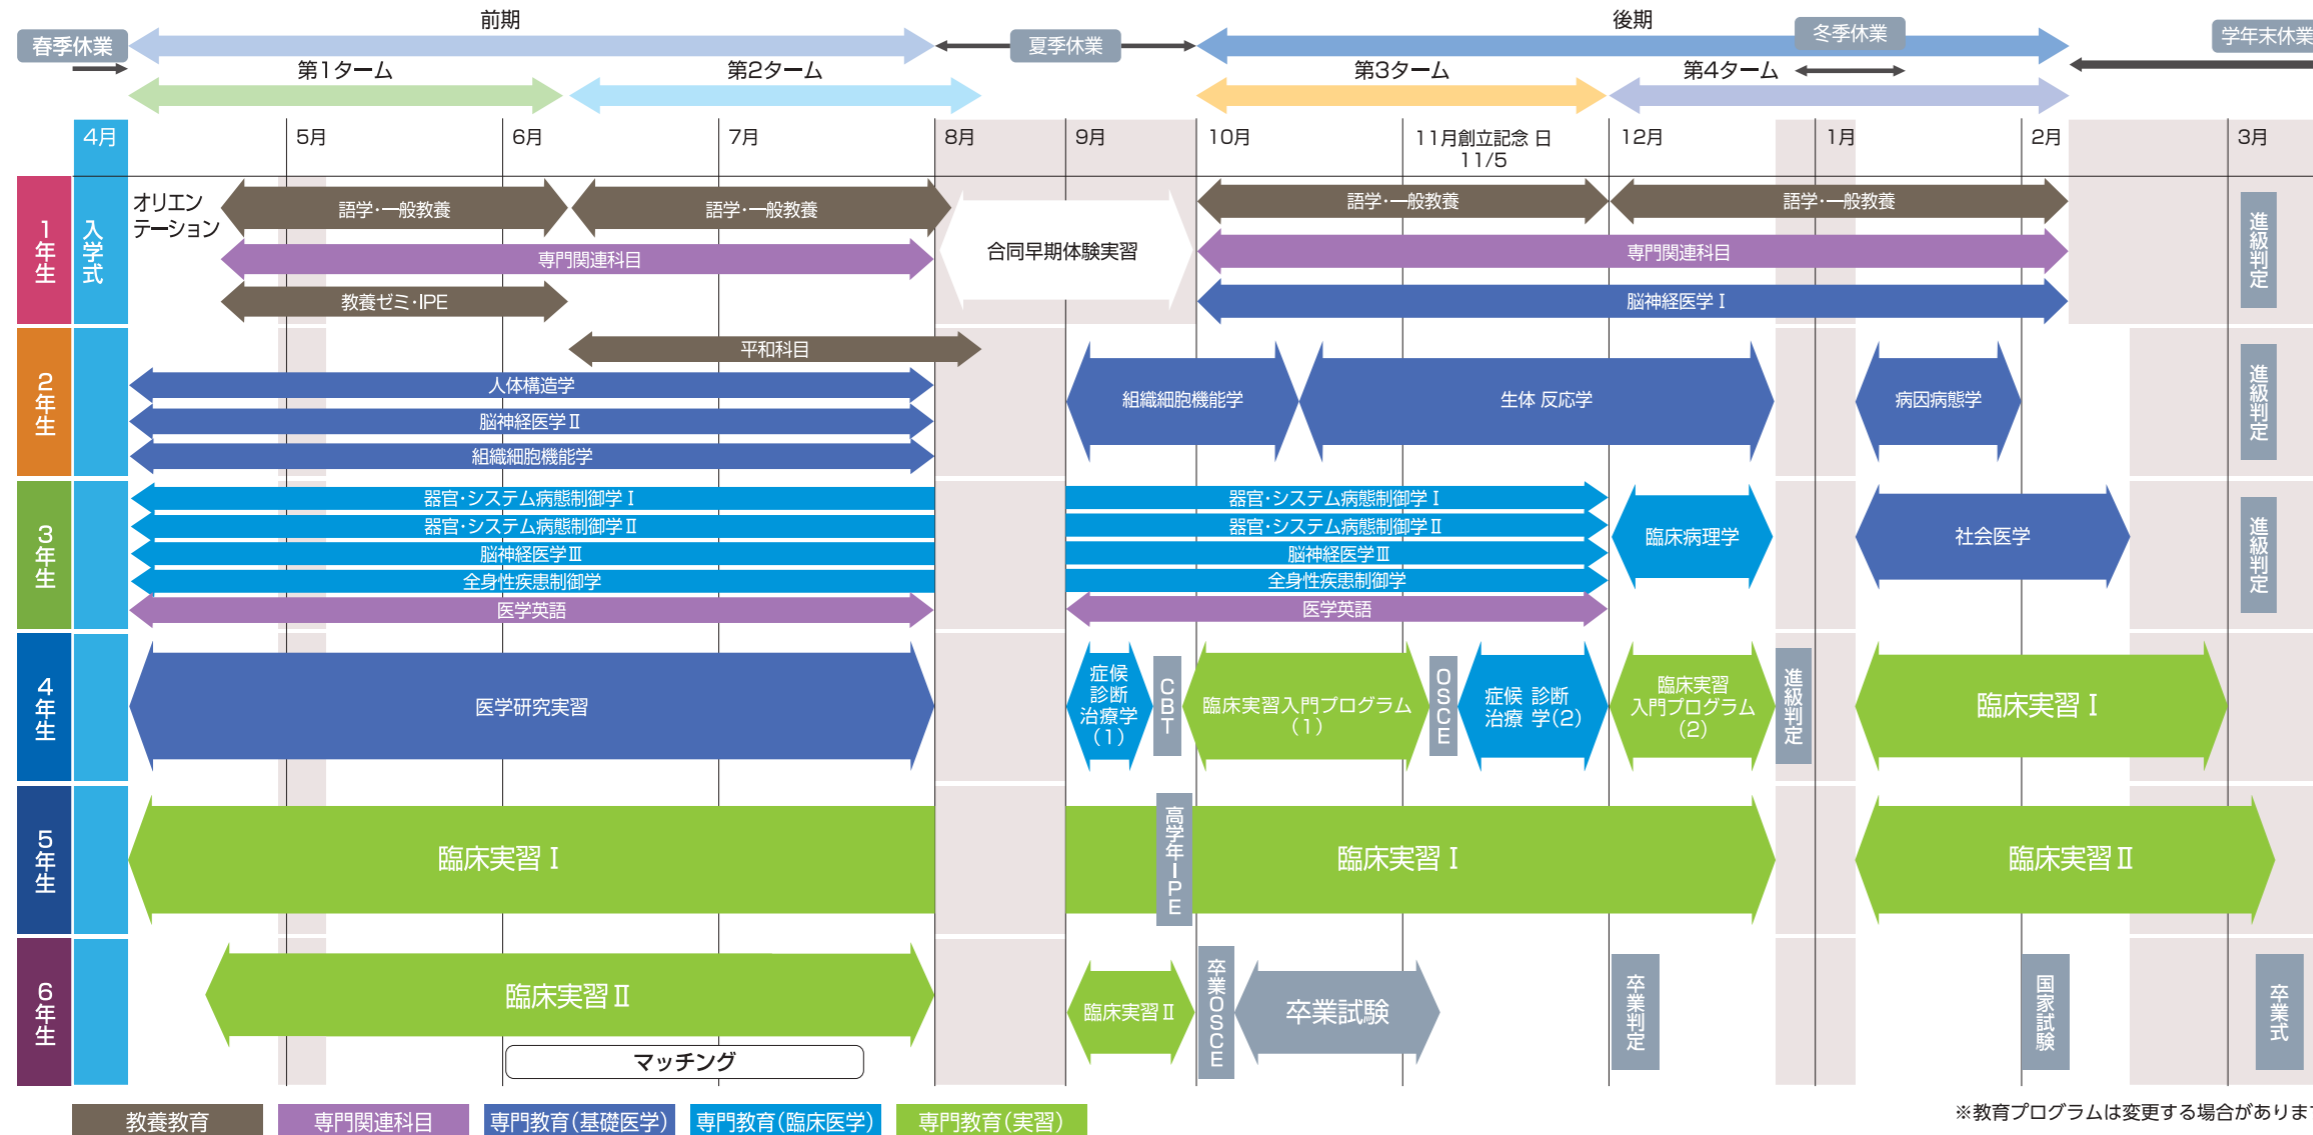 前期
後期
春季休業
夏季休業
冬季休業
学年末休業
第1ターム
第2ターム
第3ターム
第4ターム
4月
5月
6月
7月
8月
9月
10月
11月創立記念 日
11/5
12月
1月
2月
3月
1年生
入学式
オリエン
テーション
語学・一般教養
語学・一般教養
専門関連科目
教養ゼミ・IPE
合同早期体験実習
語学・一般教養
語学・一般教養
専門関連科目
脳神経医学Ⅰ
進級判定
2年生
平和科目
人体構造学
脳神経医学Ⅱ
組織細胞機能学
組織細胞機能学
生体 反応学
病因病態学
進級判定
3年生
器官・システム病態制御学Ⅰ
器官・システム病態制御学Ⅱ
脳神経医学Ⅲ
全身性疾患制御学
医学英語
器官・システム病態制御学Ⅰ
器官・システム病態制御学Ⅱ
脳神経医学Ⅲ
全身性疾患制御学
医学英語
臨床病理学
社会医学
進級判定
4年生
医学研究実習
症候
診断
治療学
(1)
CBT
臨床実習入門プログラム
(1)
OSCE
症候 診断
治療 学(2)
臨床実習
入門プログラム
(2)
進級判定
臨床実習Ⅰ
5年生
臨床実習Ⅰ
高学年IPE
臨床実習Ⅰ
臨床実習Ⅱ
6年生
臨床実習Ⅱ
マッチング
臨床実習Ⅱ
卒業OSCE
卒業試験
卒業判定
国家試験
卒業式
教養教育
専門関連科目
専門教育(基礎医学)
専門教育(臨床医学)
専門教育(実習)
※教育プログラムは変更する場合がありま